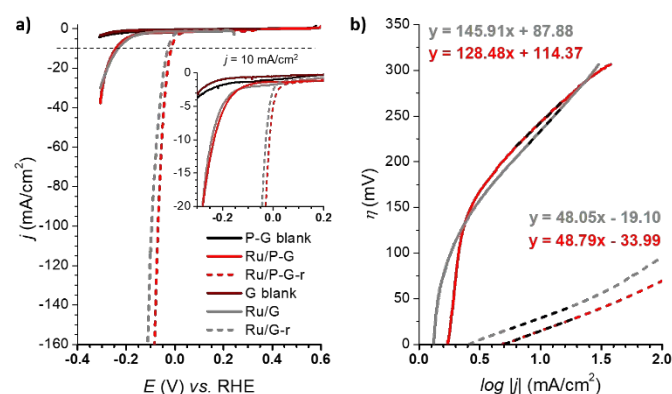 a)
j (mA/cm²)
0
-20
-40
-60
-80
-100
-120
-140
-160
-0.4
-0.2
0.0
0.2
0.4
0.6
E (V) vs. RHE
j = 10 mA/cm²
0
-5
-10
-15
-20
-0.2
0.0
0.2
P-G blank
Ru/P-G
Ru/P-G-r
G blank
Ru/G
Ru/G-r
b)
η (mV)
350
300
250
200
150
100
50
0
0.0
0.5
1.0
1.5
2.0
log |j| (mA/cm²)
y = 145.91x + 87.88
y = 128.48x + 114.37
y = 48.05x - 19.10
y = 48.79x - 33.99